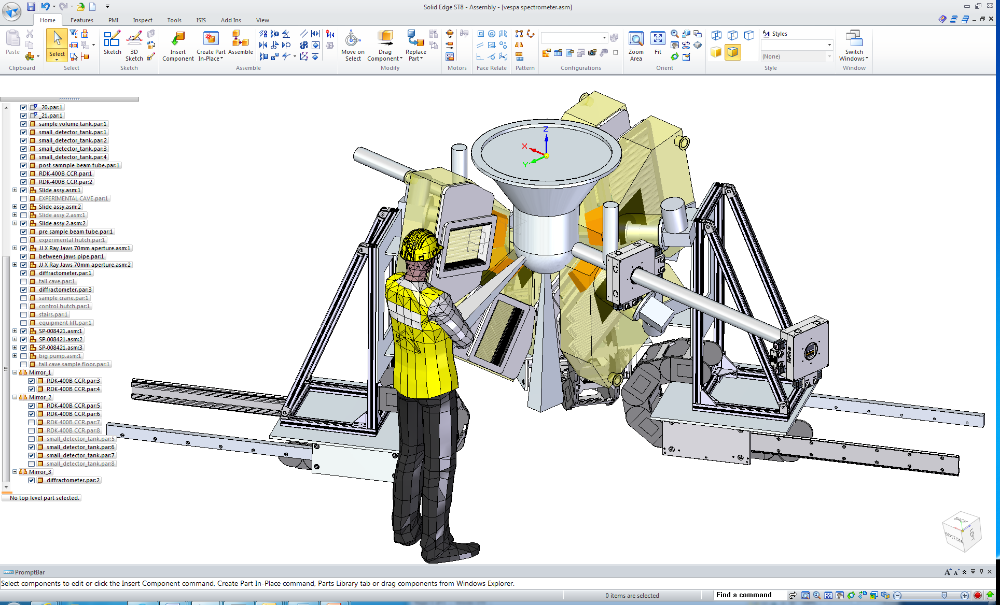 Solid Edge ST8 - Assembly - [vespa spectrometer.asm]
Home Features PMI Inspect Tools ISIS Add Ins View
Paste
Clipboard
Select
Select
Sketch
3D Sketch
Sketch
Insert Component
Create Part In-Place
Assemble
Assemble
Move on Select
Drag Component
Replace Part
Modify
Motors
Face Relate
Pattern
Configurations
Zoom Area
Fit
Orient
Styles
(None)
Style
Switch Windows
Window
_20.par:1
_21.par:1
sample volume tank.par:1
small_detector_tank.par:1
small_detector_tank.par:2
small_detector_tank.par:3
small_detector_tank.par:4
post samnple beam tube.par:1
RDK-400B CCR.par:1
RDK-400B CCR.par:2
Slide assy.asm:1
EXPERIMENTAL CAVE.par:1
Slide assy.asm:2
Slide assy 2.asm:1
Slide assy 2.asm:2
pre sample beam tube.par:1
experimental hutch.par:1
JJ X Ray Jaws 70mm aperture.asm:1
between jaws pipe.par:1
JJ X Ray Jaws 70mm aperture.asm:2
diffractometer.par:1
tall cave.par:1
diffractometer.par:3
sample crane.par:1
control hutch.par:1
stairs.par:1
equipment lift.par:1
SP-008421.asm:1
SP-008421.asm:2
SP-008421.asm:3
big pump.asm:1
tall cave sample floor.par:1
Mirror_1
RDK-400B CCR.par:3
RDK-400B CCR.par:4
Mirror_2
RDK-400B CCR.par:5
RDK-400B CCR.par:6
RDK-400B CCR.par:7
RDK-400B CCR.par:8
small_detector_tank.par:5
small_detector_tank.par:6
small_detector_tank.par:7
small_detector_tank.par:8
Mirror_3
diffractometer.par:2
No top level part selected.
Z
X
Y
BACK
BOTTOM
LEFT
PromptBar
Select components to edit or click the Insert Component command, Create Part In-Place command, Parts Library tab or drag components from Windows Explorer.
0 items are selected
Find a command